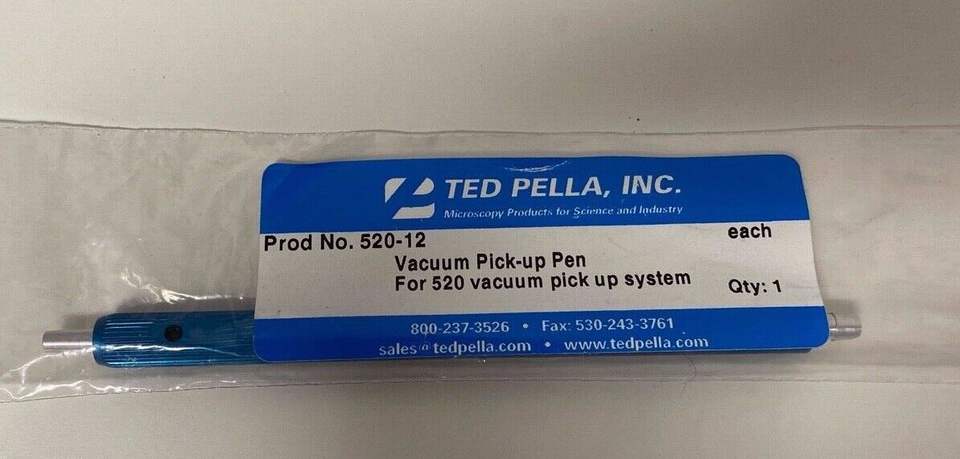 TED PELLA, INC.
Microscopy Products for Science and Industry
Prod No. 520-12 each
Vacuum Pick-up Pen
For 520 vacuum pick up system Qty: 1
800-237-3526 • Fax: 530-243-3761
sales@tedpella.com • www.tedpella.com